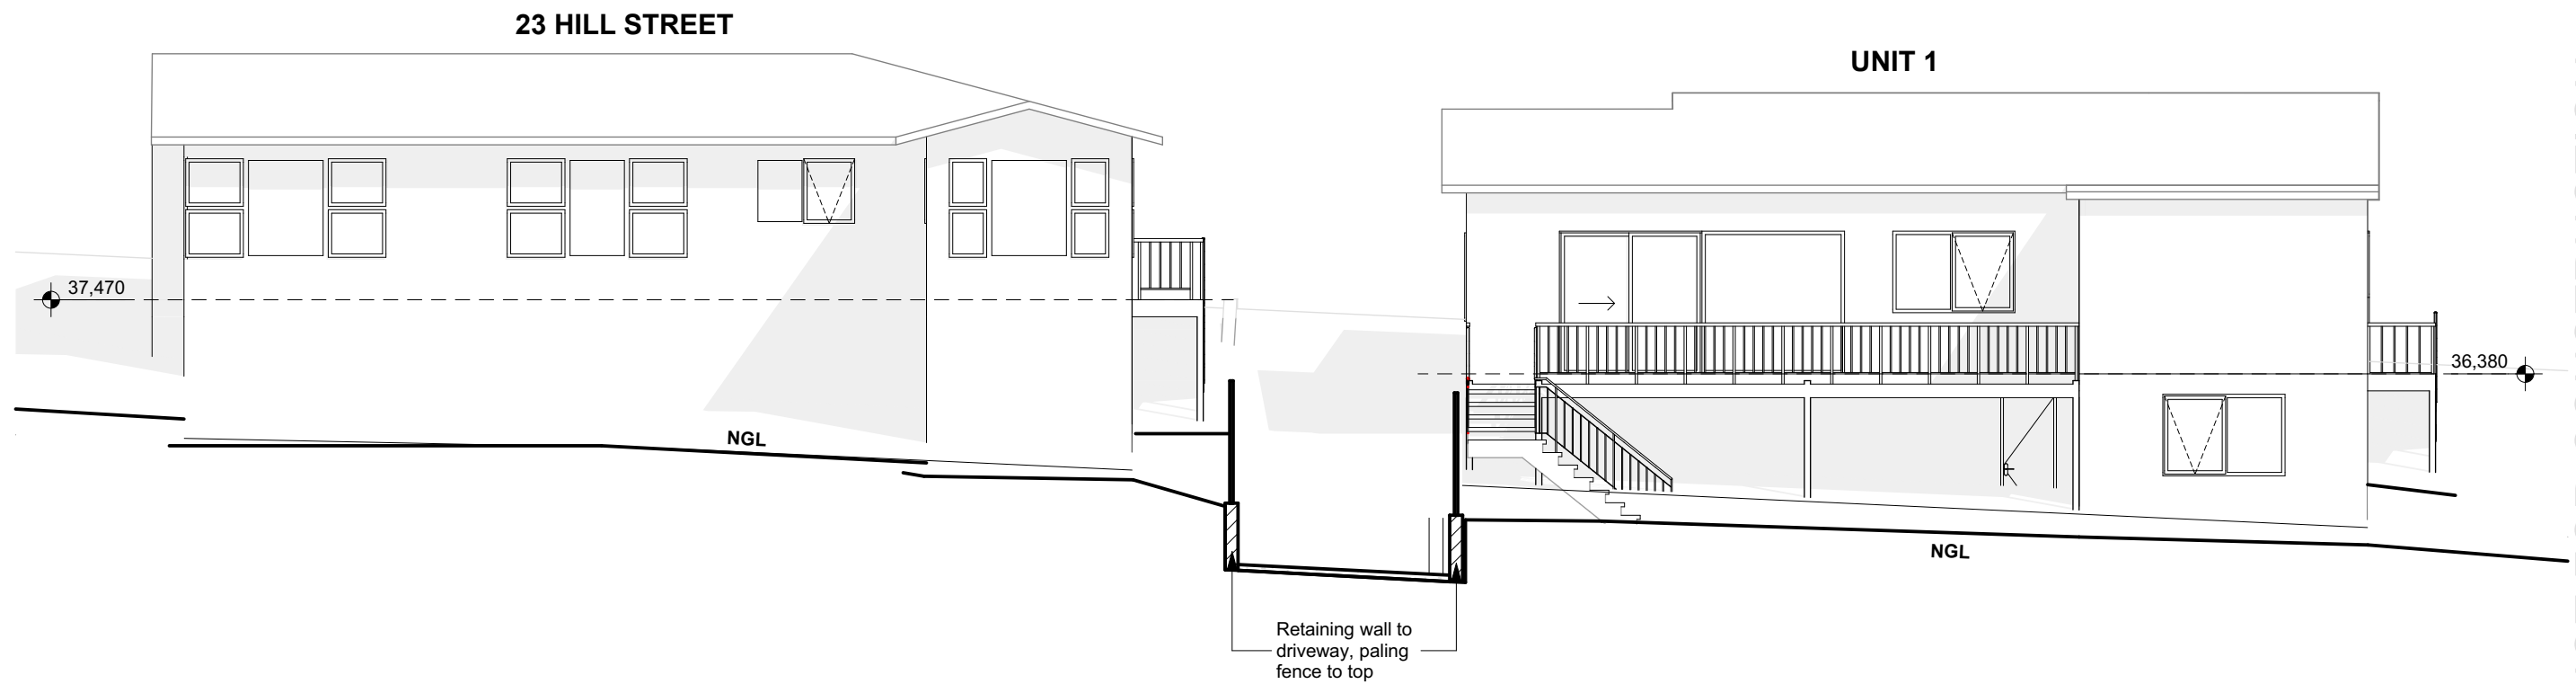 23 HILL STREET
UNIT 1
37,470
36,380
NGL
NGL
Retaining wall to
driveway, paling
fence to top